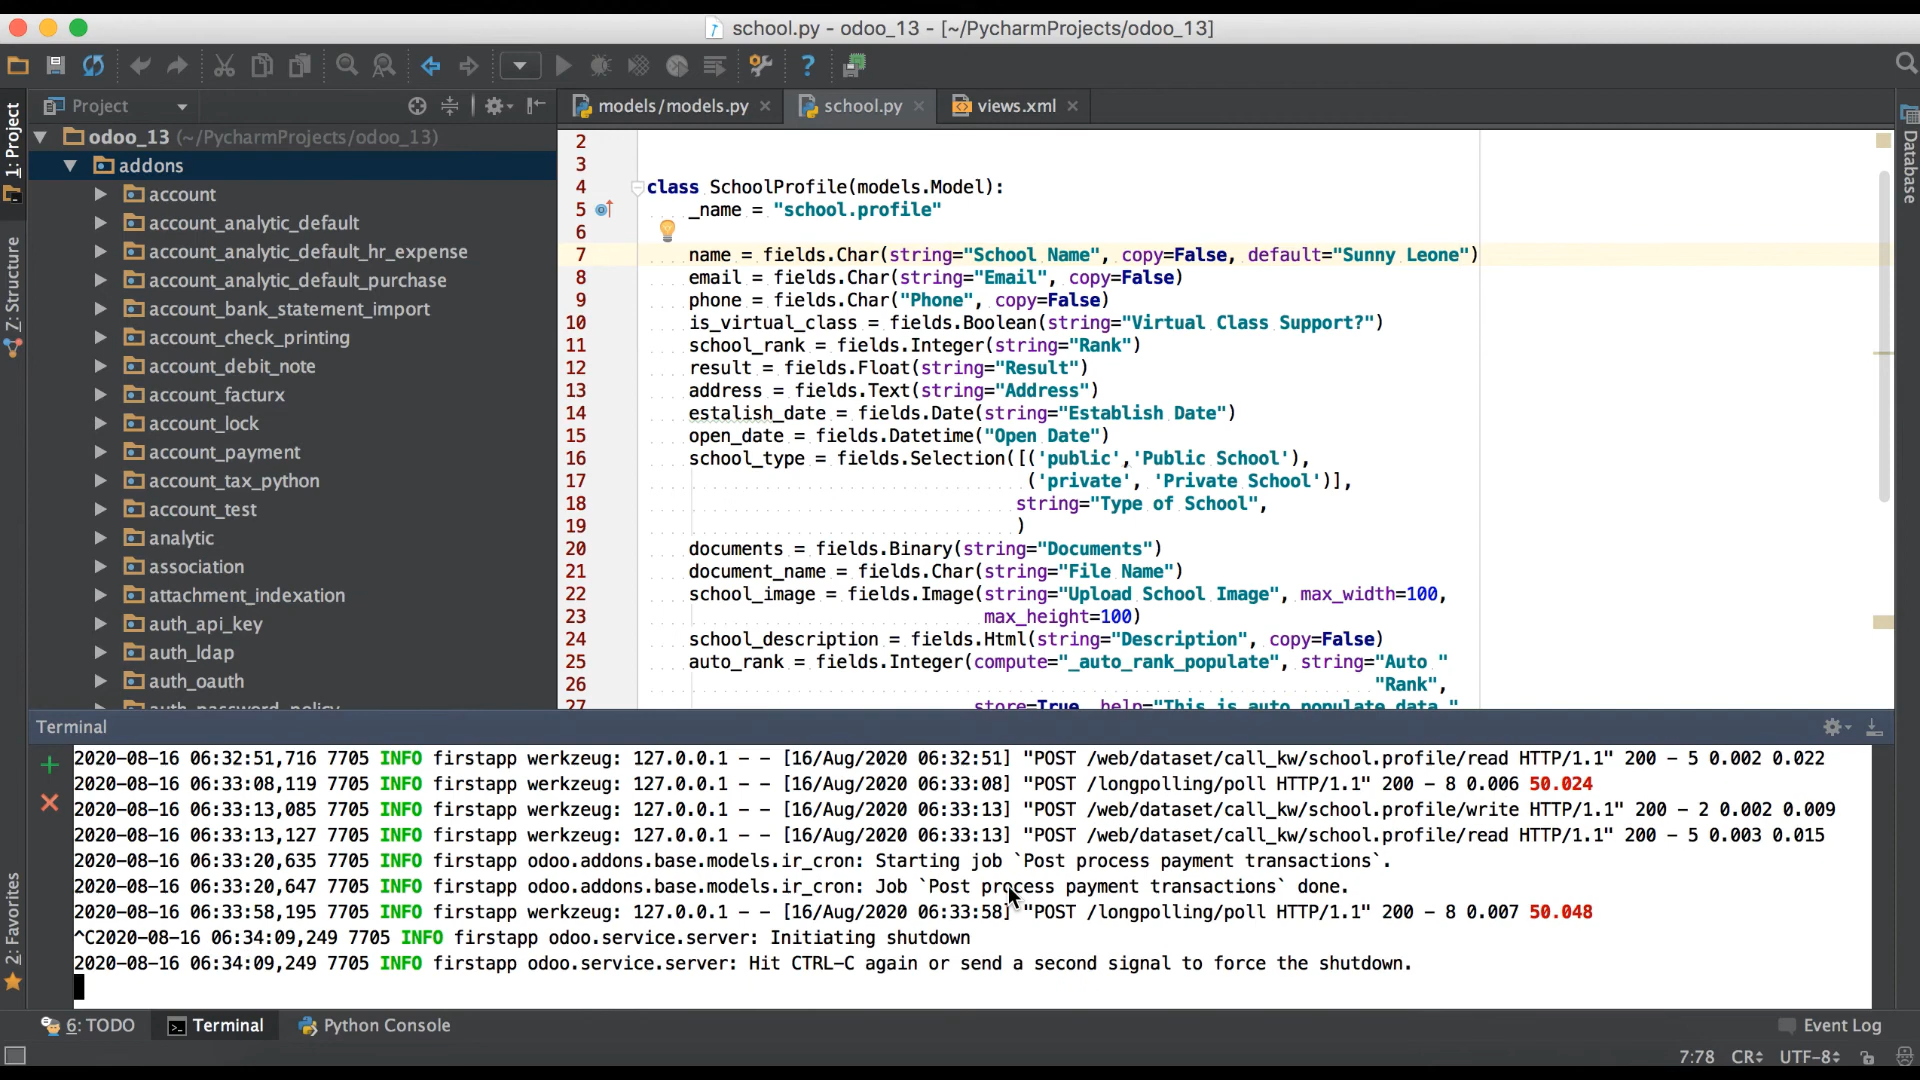 school.py - odoo_13 - [~/PycharmProjects/odoo_13]
Project
models/models.py
school.py
views.xml
1: Project
7: Structure
2: Favorites
Database
odoo_13 (~/PycharmProjects/odoo_13)
addons
account
account_analytic_default
account_analytic_default_hr_expense
account_analytic_default_purchase
account_bank_statement_import
account_check_printing
account_debit_note
account_facturx
account_lock
account_payment
account_tax_python
account_test
analytic
association
attachment_indexation
auth_api_key
auth_ldap
auth_oauth
auth_password_policy
2
3
4 class SchoolProfile(models.Model):
5 _name = "school.profile"
6
7 name = fields.Char(string="School Name", copy=False, default="Sunny Leone")
8 email = fields.Char(string="Email", copy=False)
9 phone = fields.Char("Phone", copy=False)
10 is_virtual_class = fields.Boolean(string="Virtual Class Support?")
11 school_rank = fields.Integer(string="Rank")
12 result = fields.Float(string="Result")
13 address = fields.Text(string="Address")
14 estalish_date = fields.Date(string="Establish Date")
15 open_date = fields.Datetime("Open Date")
16 school_type = fields.Selection([('public','Public School'),
17 ('private', 'Private School')],
18 string="Type of School",
19 )
20 documents = fields.Binary(string="Documents")
21 document_name = fields.Char(string="File Name")
22 school_image = fields.Image(string="Upload School Image", max_width=100,
23 max_height=100)
24 school_description = fields.Html(string="Description", copy=False)
25 auto_rank = fields.Integer(compute="_auto_rank_populate", string="Auto "
26 "Rank",
27 store=True, help="This is auto populate data "
Terminal
2020-08-16 06:32:51,716 7705 INFO firstapp werkzeug: 127.0.0.1 - - [16/Aug/2020 06:32:51] "POST /web/dataset/call_kw/school.profile/read HTTP/1.1" 200 - 5 0.002 0.022
2020-08-16 06:33:08,119 7705 INFO firstapp werkzeug: 127.0.0.1 - - [16/Aug/2020 06:33:08] "POST /longpolling/poll HTTP/1.1" 200 - 8 0.006 50.024
2020-08-16 06:33:13,085 7705 INFO firstapp werkzeug: 127.0.0.1 - - [16/Aug/2020 06:33:13] "POST /web/dataset/call_kw/school.profile/write HTTP/1.1" 200 - 2 0.002 0.009
2020-08-16 06:33:13,127 7705 INFO firstapp werkzeug: 127.0.0.1 - - [16/Aug/2020 06:33:13] "POST /web/dataset/call_kw/school.profile/read HTTP/1.1" 200 - 5 0.003 0.015
2020-08-16 06:33:20,635 7705 INFO firstapp odoo.addons.base.models.ir_cron: Starting job `Post process payment transactions`.
2020-08-16 06:33:20,647 7705 INFO firstapp odoo.addons.base.models.ir_cron: Job `Post process payment transactions` done.
2020-08-16 06:33:58,195 7705 INFO firstapp werkzeug: 127.0.0.1 - - [16/Aug/2020 06:33:58] "POST /longpolling/poll HTTP/1.1" 200 - 8 0.007 50.048
^C2020-08-16 06:34:09,249 7705 INFO firstapp odoo.service.server: Initiating shutdown
2020-08-16 06:34:09,249 7705 INFO firstapp odoo.service.server: Hit CTRL-C again or send a second signal to force the shutdown.
6: TODO
Terminal
Python Console
Event Log
7:78 CR UTF-8